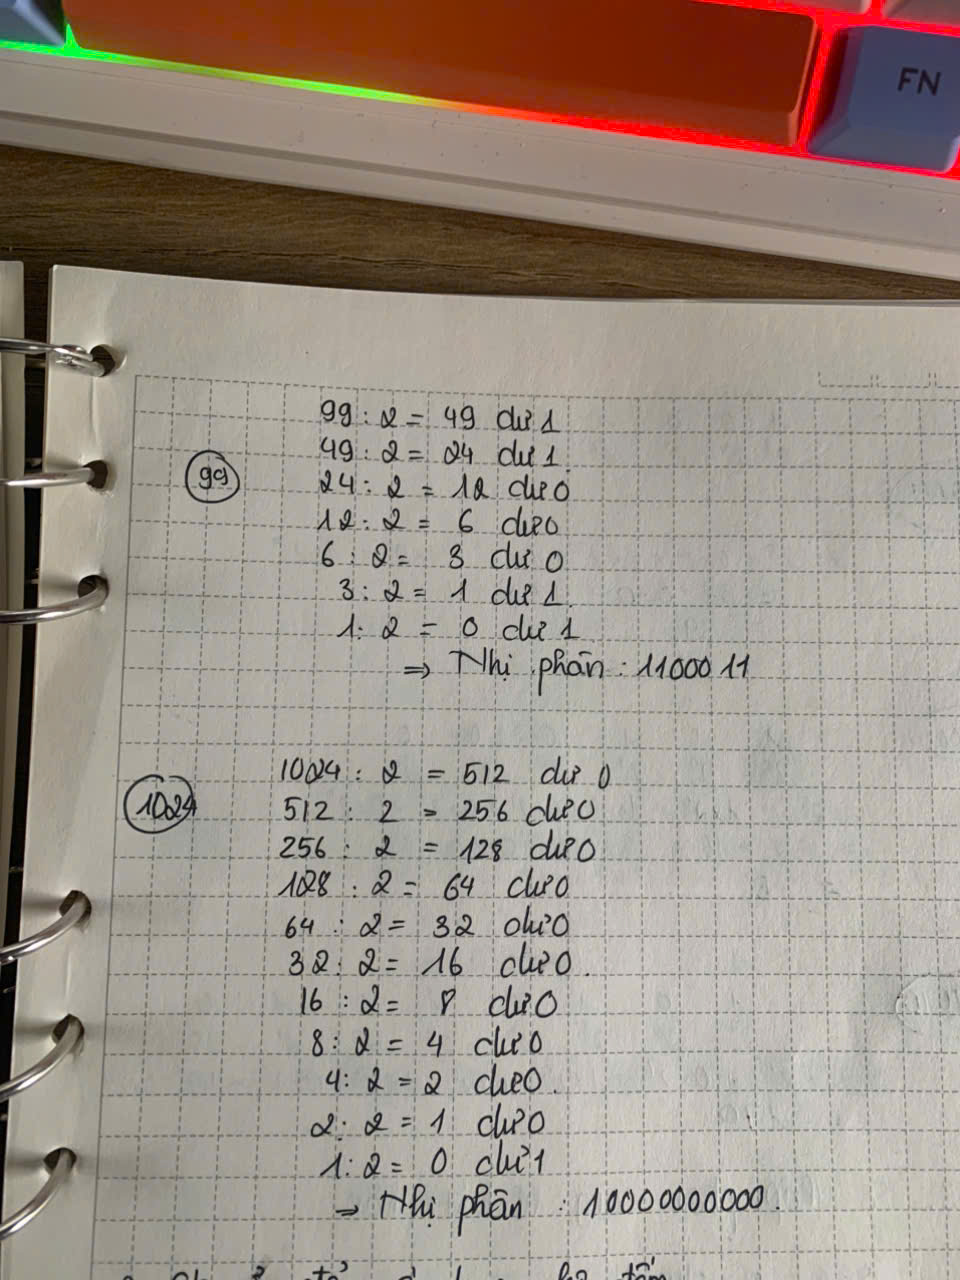 FN
99 : 2 = 49 dư 1
49 : 2 = 24 dư 1
99
24 : 2 = 12 dư 0
12 : 2 = 6 dư 0
6 : 2 = 3 dư 0
3 : 2 = 1 dư 1
1 : 2 = 0 dư 1
⇒ Nhị phân : 1100011
1024 : 2 = 512 dư 0
1024
512 : 2 = 256 dư 0
256 : 2 = 128 dư 0
128 : 2 = 64 dư 0
64 : 2 = 32 dư 0
32 : 2 = 16 dư 0.
16 : 2 = 8 dư 0
8 : 2 = 4 dư 0
4 : 2 = 2 dư 0.
2 : 2 = 1 dư 0
1 : 2 = 0 dư 1
→ Nhị phân : 10000000000.